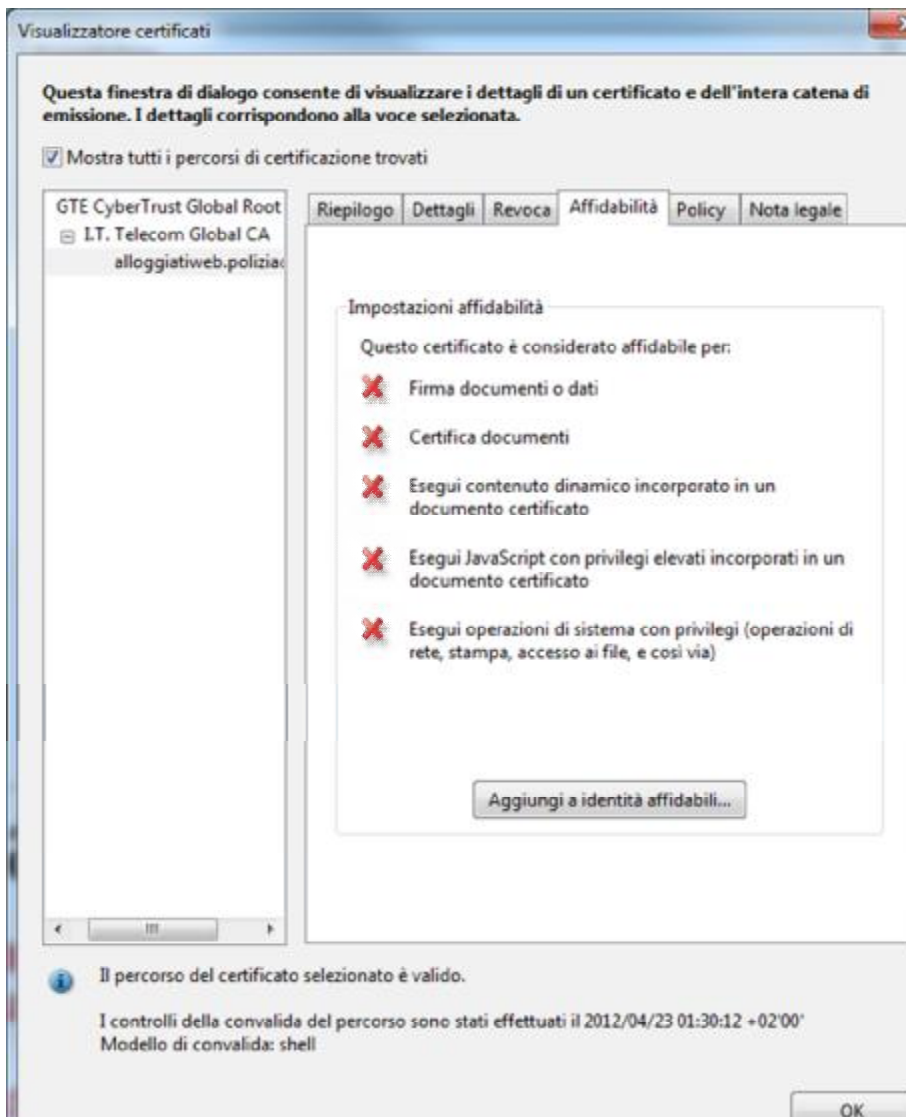 Visualizzatore certificati
Questa finestra di dialogo consente di visualizzare i dettagli di un certificato e dell'intera catena di
emissione. I dettagli corrispondono alla voce selezionata.
Mostra tutti i percorsi di certificazione trovati
GTE CyberTrust Global Root
I.T. Telecom Global CA
alloggiatiweb.polizia
Riepilogo Dettagli Revoca Affidabilità Policy Nota legale
Impostazioni affidabilità
Questo certificato è considerato affidabile per:
Firma documenti o dati
Certifica documenti
Esegui contenuto dinamico incorporato in un
documento certificato
Esegui JavaScript con privilegi elevati incorporati in un
documento certificato
Esegui operazioni di sistema con privilegi (operazioni di
rete, stampa, accesso ai file, e così via)
Aggiungi a identità affidabili...
Il percorso del certificato selezionato è valido.
I controlli della convalida del percorso sono stati effettuati il 2012/04/23 01:30:12 +02'00'
Modello di convalida: shell
OK